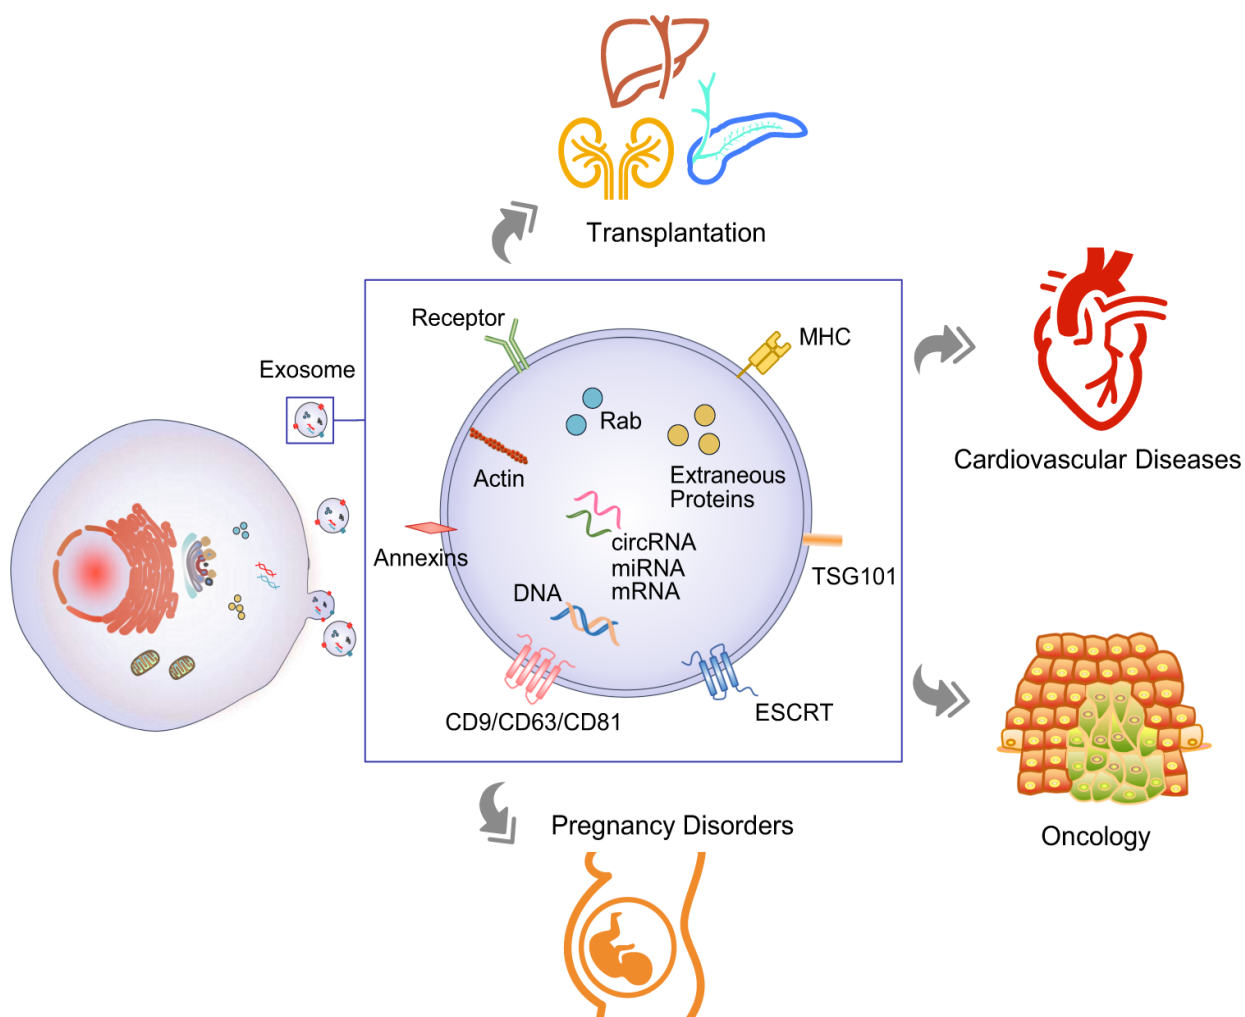 Transplantation
Receptor
MHC
Exosome
Rab
Cardiovascular Diseases
Actin
Extraneous
Proteins
circRNA
Annexins
miRNA
TSG101
mRNA
DNA
ESCRT
CD9/CD63/CD81
Pregnancy Disorders
Oncology